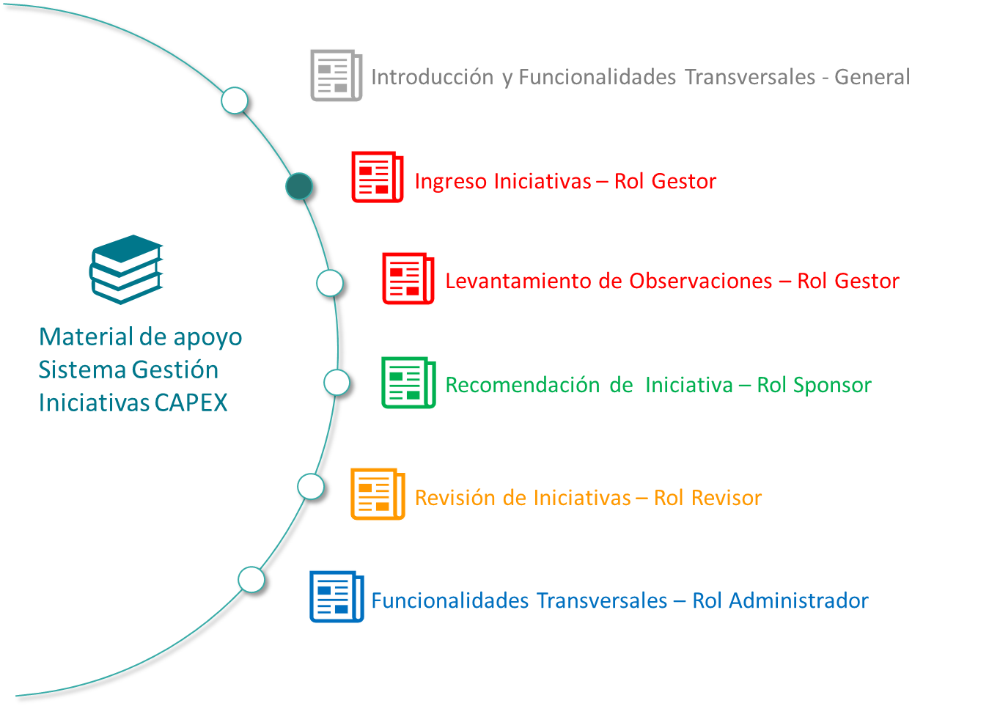 Introducción y Funcionalidades Transversales - General
Ingreso Iniciativas – Rol Gestor
Levantamiento de Observaciones – Rol Gestor
Material de apoyo
Sistema Gestión
Iniciativas CAPEX
Recomendación de Iniciativa – Rol Sponsor
Revisión de Iniciativas – Rol Revisor
Funcionalidades Transversales – Rol Administrador